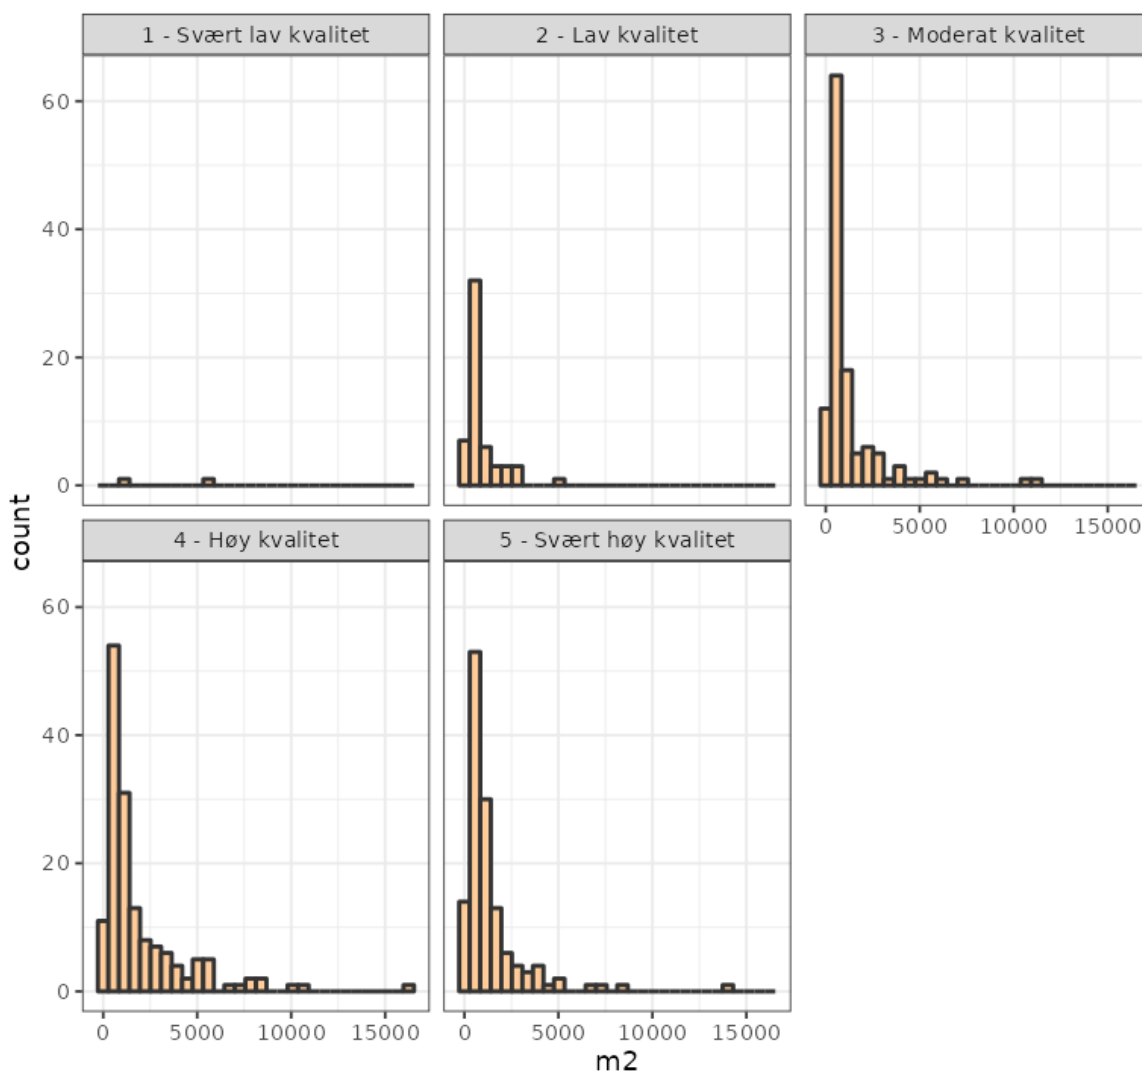 1 - Svært lav kvalitet
2 - Lav kvalitet
3 - Moderat kvalitet
60
40
20
0
0 5000 10000 15000
4 - Høy kvalitet
5 - Svært høy kvalitet
count
60
40
20
0
0 5000 10000 15000
0 5000 10000 15000
m2